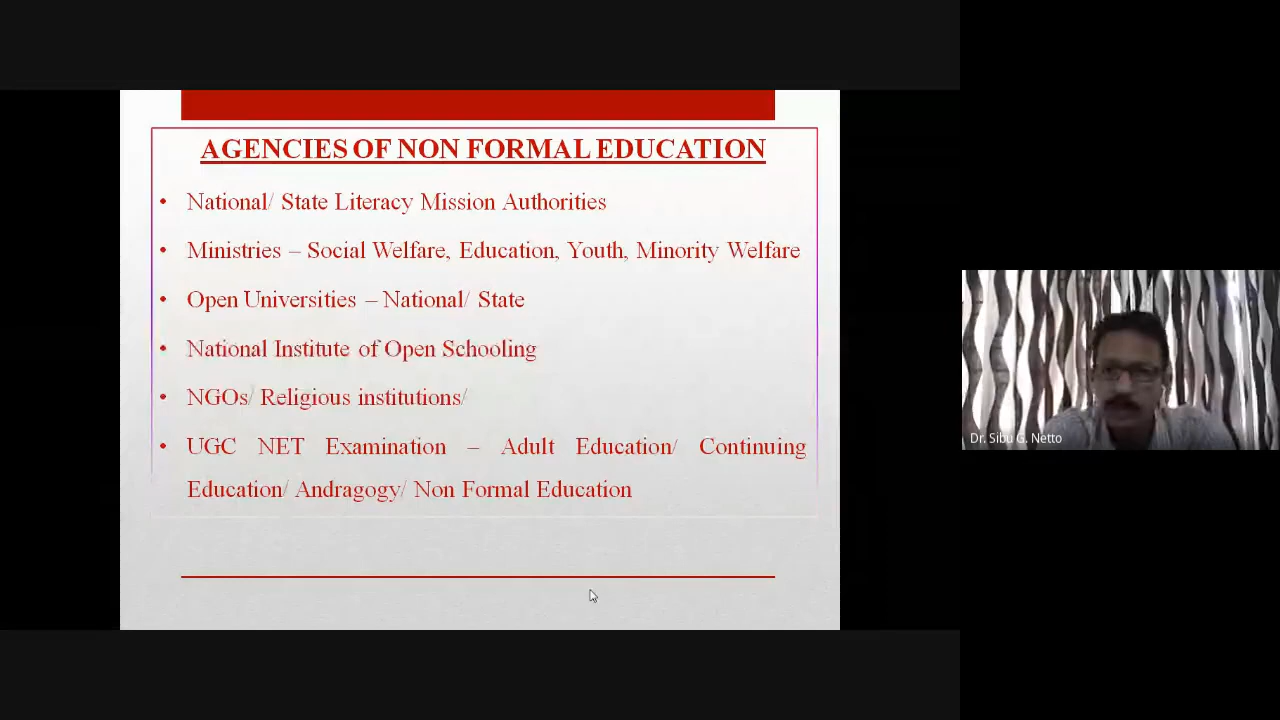 AGENCIES OF NON FORMAL EDUCATION
• National/ State Literacy Mission Authorities
• Ministries – Social Welfare, Education, Youth, Minority Welfare
• Open Universities – National/ State
• National Institute of Open Schooling
• NGOs/ Religious institutions/
• UGC NET Examination – Adult Education/ Continuing
Education/ Andragogy/ Non Formal Education
Dr. Sibu G. Netto